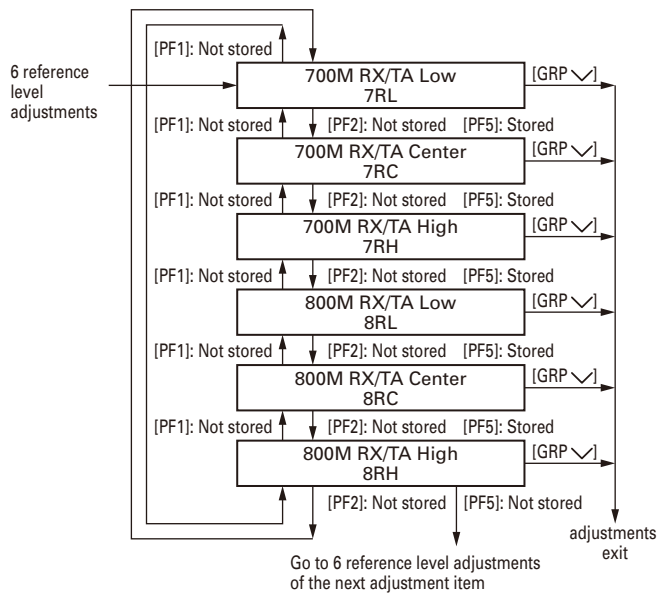 [PF1]: Not stored
6 reference
level
adjustments
700M RX/TA Low
7RL
[GRP ]
[PF1]: Not stored
[PF2]: Not stored [PF5]: Stored
700M RX/TA Center
7RC
[GRP ]
[PF1]: Not stored
[PF2]: Not stored [PF5]: Stored
700M RX/TA High
7RH
[GRP ]
[PF1]: Not stored
[PF2]: Not stored [PF5]: Stored
800M RX/TA Low
8RL
[GRP ]
[PF1]: Not stored
[PF2]: Not stored [PF5]: Stored
800M RX/TA Center
8RC
[GRP ]
[PF1]: Not stored
[PF2]: Not stored [PF5]: Stored
800M RX/TA High
8RH
[GRP ]
[PF2]: Not stored [PF5]: Not stored
adjustments
exit
Go to 6 reference level adjustments
of the next adjustment item